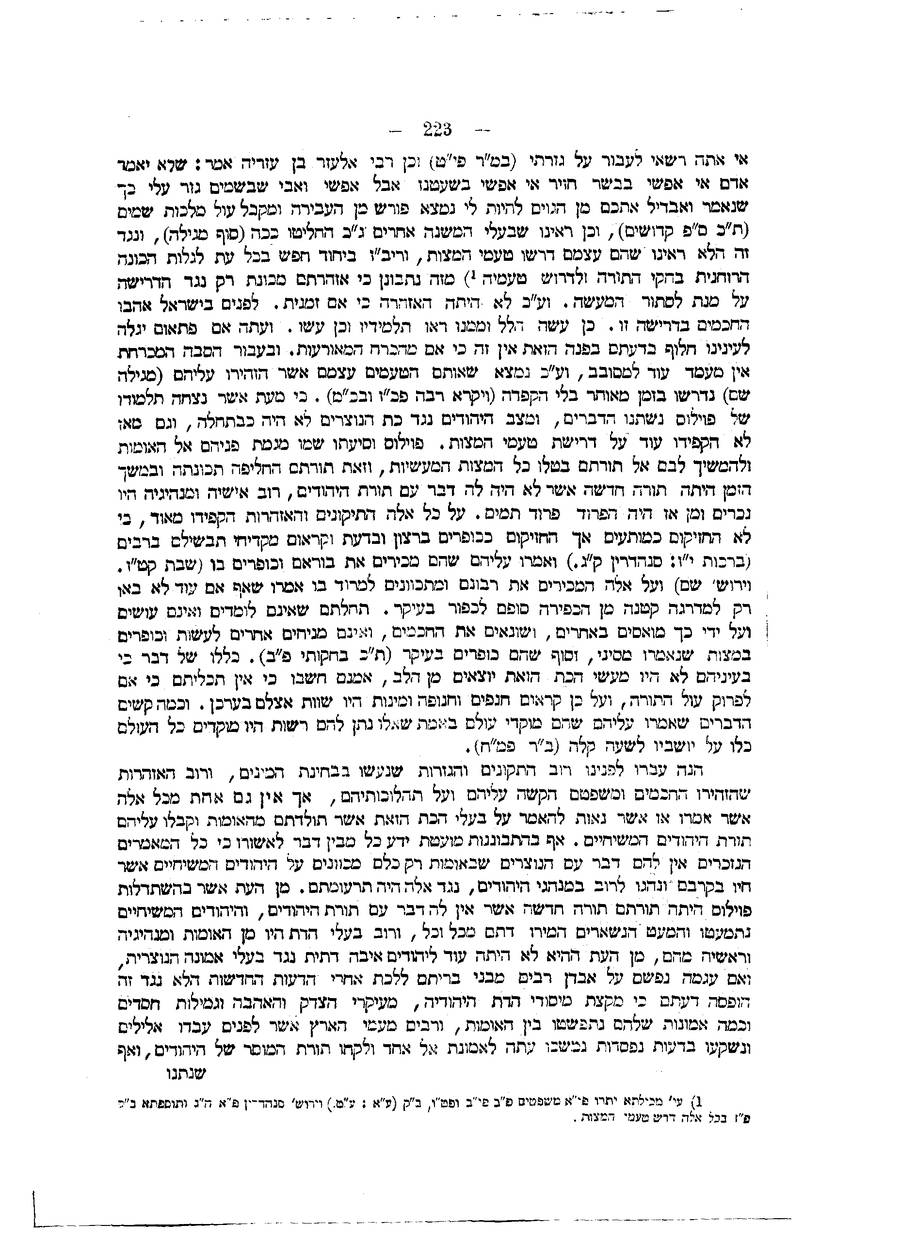 — 223 —
אי אתה רשאי לעבור על גזרתי (במ"ר פי"ט) וכן רבי אלעזר בן עזריה אמר: שלא יאמר
אדם אי אפשי בבשר חזיר אי אפשי בשעטנז אבל אפשי ואבי שבשמים גזר עלי כך
שנאמר ואבדיל אתכם מן הגוים להיות לי נמצא פורש מן העבירה ומקבל עול מלכות שמים
(ת"כ ס"פ קדושים), וכן ראינו שבעלי המשנה אחרים ג"כ החליטו ככה (סוף מגילה), ונגד
זה הלא ראינו שהם עצמם דרשו טעמי המצות, וריב"ז ביחוד חפש בכל עת לגלות הכונה
הרוחנית בחקי התורה ולדרוש טעמיה 1) מזה נתבונן כי אזהרתם מכונת רק נגד הדרישה
על מנת לסתור המעשה. וע"כ לא היתה האזהרה כי אם זמנית. לפנים בישראל אהבו
החכמים בדרישה זו. כן עשה הלל וממנו ראו תלמידיו וכן עשו. ועתה אם פתאום יגלה
לעינינו חלוף בדעתם בפנה הזאת אין זה כי אם מהכרח המאורעות. ובעבור הסבה המכרחת
אין מעמד עוד למסובב, וע"כ נמצא שאותם הטעמים עצמם אשר הזהירו עליהם (מגילה
שם) נדרשו בזמן מאוחר בלי הקפדה (ויקרא רבה פכ"ז ובכ"מ). כי מעת אשר נצחה תלמודו
של פוילוס נשתנו הדברים, ומצב היהודים נגד כת הנוצרים לא היה כבתחלה, וגם מאז
לא הקפידו עוד על דרישת טעמי המצות. פוילוס וסיעתו שמו מגמת פניהם אל האומות
ולהמשיך לבם אל תורתם בטלו כל המצות המעשיות, וזאת תורתם החליפה תכונתה ובמשך
הזמן היתה תורה חדשה אשר לא היה לה דבר עם תורת היהודים, רוב אישיה ומנהיגיה היו
נכרים ומן אז היה הפרוד פרוד תמים. על כל אלה התיקונים והאזהרות הקפידו מאוד, כי
לא החזיקום כמותעים אך החזיקום ככופרים ברצון ובדעת וקראום מקדיחי תבשילם ברבים
(ברכות י"ז: סנהדרין ק"ג.) ואמרו עליהם שהם מכירים את בוראם וכופרים בו (שבת קט"ז.
וירוש' שם) ועל אלה המכירים את רבונם ומתכוונים למרוד בו אמרו שאף אם עוד לא באו
רק למדרגה קטנה מן הכפירה סופם לכפור בעיקר. תחלתם שאינם לומדים ואינם עושים
ועל ידי כך מואסים באחרים, ושונאים את החכמים, ואינם מניחים אחרים לעשות וכופרים
במצות שנאמרו מסיני, וסוף שהם כופרים בעיקר (ת"כ בחקותי פ"ב). כללו של דבר כי
בעיניהם לא היו מעשי הכת הזאת יוצאים מן הלב, אמנם חשבו כי אין תכליתם כי אם
לפרוק עול התורה, ועל כן קראום חנפים וחנופה ומינות היו שוות אצלם בערכן. וכמה קשים
הדברים שאמרו עליהם שהם מוקדי עולם באמת שאלו נתן להם רשות היו מוקדים כל העולם
כלו על יושביו לשעה קלה (ב"ר פמ"ח).
הנה עברו לפנינו רוב התקונים והגזרות שנעשו בבחינת המינים, ורוב האזהרות
שהזהירו החכמים ומשפטם הקשה עליהם ועל תהלוכותיהם, אך אין גם אחת מכל אלה
אשר אמרו או אשר נאות להאמר על בעלי הכת הזאת אשר תולדתם מהאומות וקבלו עליהם
תורת היהודים המשיחיים. אף בהתבוננות מועטת ידע כל מבין דבר לאשורו כי כל המאמרים
הנזכרים אין להם דבר עם הנוצרים שבאומות רק כלם מכוונים על היהודים המשיחיים אשר
חיו בקרבם ונהגו לרוב במנהגי היהודים, נגד אלה היה תרעומתם. מן העת אשר בהשתדלות
פוילוס היתה תורתם תורה חדשה אשר אין לה דבר עם תורת היהודים, והיהודים המשיחיים
נתמעטו והמעט הנשארים המירו דתם מכל וכל, ורוב בעלי הדת היו מן האומות ומנהיגיה
וראשיה מהם, מן העת ההיא לא היתה עוד ליהודים איבה דתית נגד בעלי אמונה הנוצרית,
ואם עגמה נפשם על אבדן רבים מבני בריתם ללכת אחרי הדעות החדשות הלא נגד זה
הופסה דעתם כי מקצת מיסודי הדת היהודיה, מעיקרי הצדק והאהבה וגמילות חסדים
וכמה אמונות שלהם נתפשטו בין האומות, ורבים מעמי הארץ אשר לפנים עבדו אלילים
ונשקעו בדעות נפסדות נמשכו עתה לאמונת אל אחד ולקחו תורת המוסר של היהודים, ואף
שנתנו
1) עי' מכילתא יתרו פי"א משפטים פ"ב פי"ב ופט"ו, ב"ק (ע"א: ע"ט.) וירוש' סנהדרין פ"א ה"ג ותוספתא ב"ק
פ"ז בכל אלה דרש טעמי המצות.